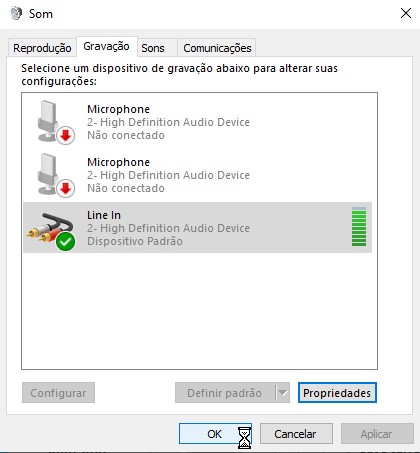 Som
Reprodução Gravação Sons Comunicações
Selecione um dispositivo de gravação abaixo para alterar suas
configurações:
Microphone
2- High Definition Audio Device
Não conectado
Microphone
2- High Definition Audio Device
Não conectado
Line In
2- High Definition Audio Device
Dispositivo Padrão
Configurar Definir padrão Propriedades
OK Cancelar Aplicar